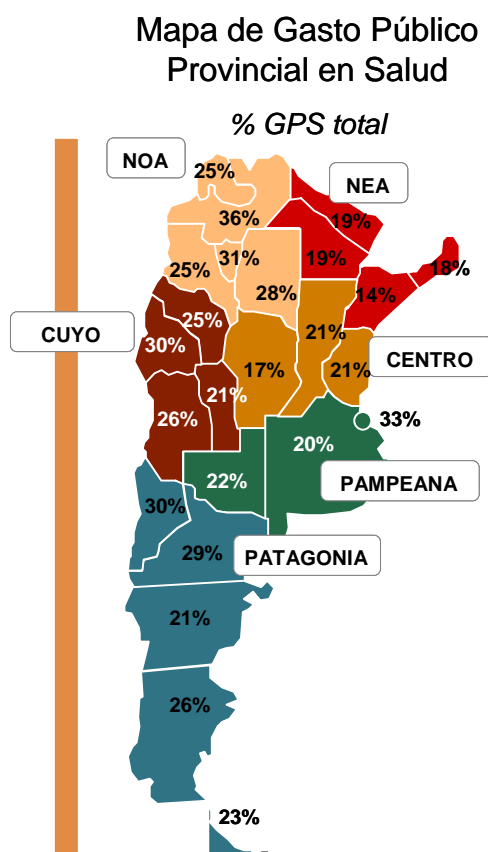 Mapa de Gasto Público
Provincial en Salud
% GPS total
NOA
25%
NEA
36%
19%
31%
19%
18%
25%
28%
14%
25%
21%
CUYO
30%
17%
21%
CENTRO
21%
26%
33%
20%
22%
PAMPEANA
30%
29%
PATAGONIA
21%
26%
23%